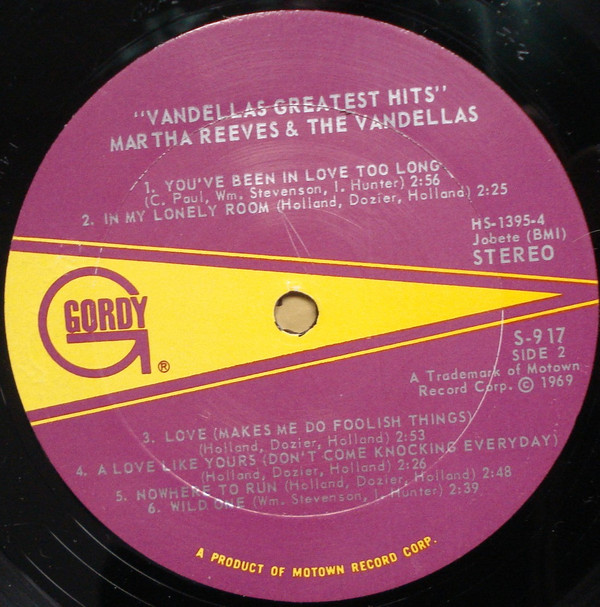 "VANDELLAS GREATEST HITS"
MARTHA REEVES & THE VANDELLAS
1. YOU'VE BEEN IN LOVE TOO LONG
(C. Paul, Wm. Stevenson, I. Hunter) 2:56
2. IN MY LONELY ROOM (Holland, Dozier, Holland) 2:25
HS-1395-4
Jobete (BMI)
STEREO
GORDY
G
®
S-917
SIDE 2
A Trademark of Motown
Record Corp. © 1969
3. LOVE (MAKES ME DO FOOLISH THINGS)
(Holland, Dozier, Holland) 2:53
4. A LOVE LIKE YOURS (DON'T COME KNOCKING EVERYDAY)
(Holland, Dozier, Holland) 2:26
5. NOWHERE TO RUN (Holland, Dozier, Holland) 2:48
6. WILD ONE (Wm. Stevenson, I. Hunter) 2:39
A PRODUCT OF MOTOWN RECORD CORP.